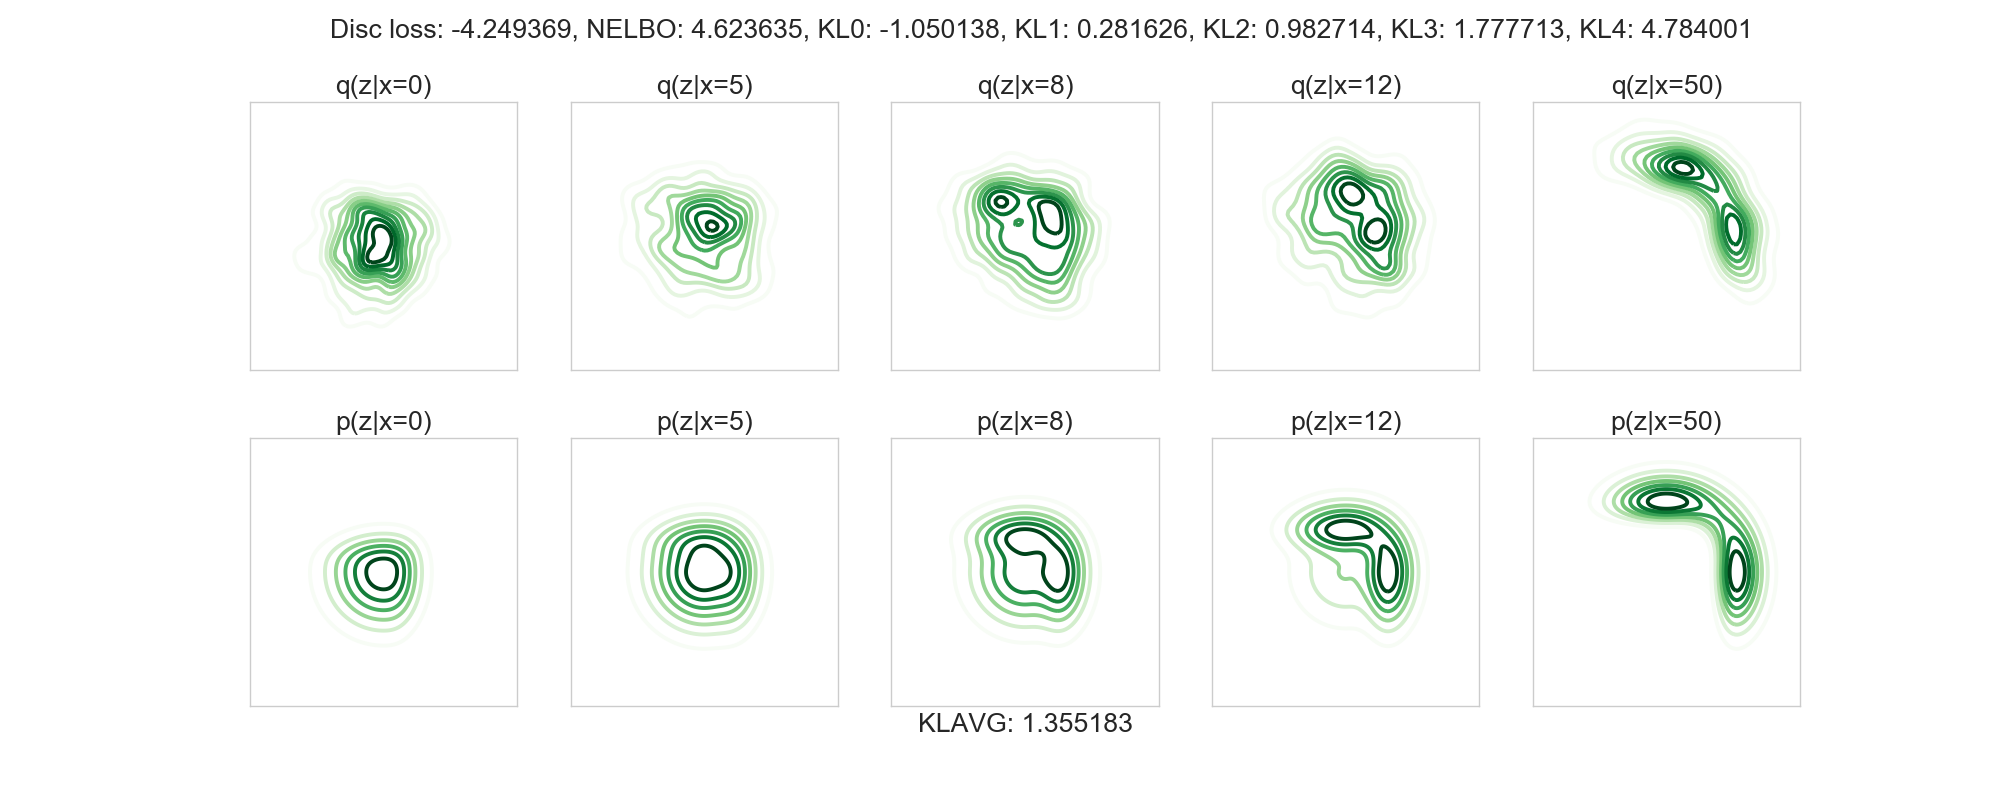 Disc loss: -4.249369, NELBO: 4.623635, KL0: -1.050138, KL1: 0.281626, KL2: 0.982714, KL3: 1.777713, KL4: 4.784001
q(z|x=0)
q(z|x=5)
q(z|x=8)
q(z|x=12)
q(z|x=50)
p(z|x=0)
p(z|x=5)
p(z|x=8)
p(z|x=12)
p(z|x=50)
KLAVG: 1.355183